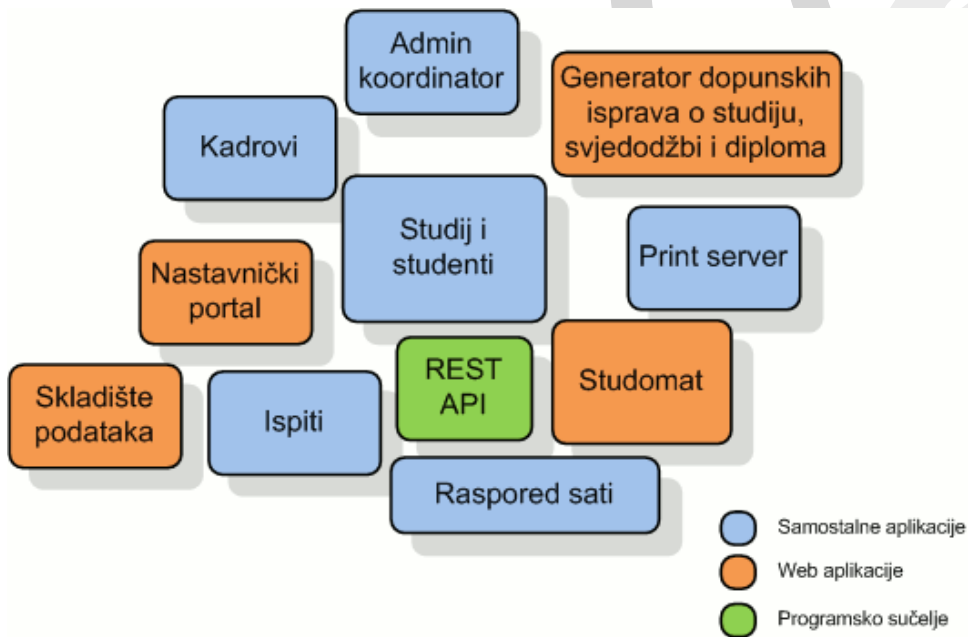 Admin
koordinator
Generator dopunskih
isprava o studiju,
svjedodžbi i diploma
Kadrovi
Studij i
studenti
Print server
Nastavnički
portal
REST
API
Studomat
Skladište
podataka
Ispiti
Raspored sati
Samostalne aplikacije
Web aplikacije
Programsko sučelje